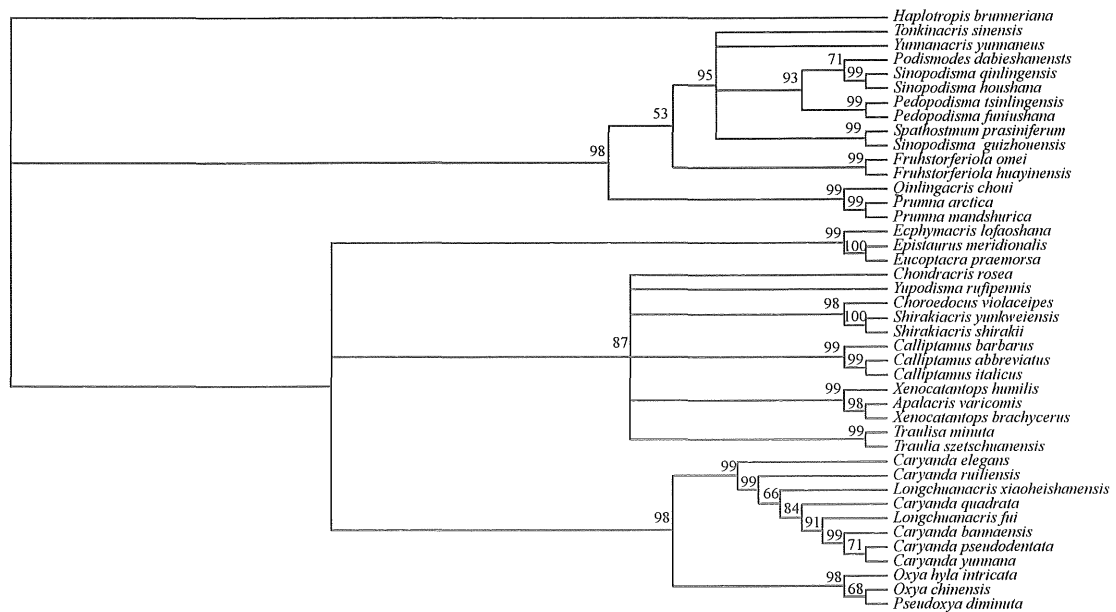 Haplotropis brunneriana
Tonkinacris sinensis
Yunnanacris yunnaneus
Podismodes dabieshanensts
71
Sinopodisma qinlingensis
99
95
93
Sinopodisma houshana
Pedopodisma tsinlingensis
99
Pedopodisma funiushana
53
Spathostmum prasiniferum
99
Sinopodisma guizhouensis
98
Fruhstorferiola omei
99
Fruhstorferiola huayinensis
Qinlingacris choui
99
Prumna arctica
99
Prumna mandshurica
Ecphymacris lofaoshana
99
Epistaurus meridionalis
100
Eucoptacra praemorsa
Chondracris rosea
Yupodisma rufipennis
Choroedocus violaceipes
98
Shirakiacris yunkweiensis
100
Shirakiacris shirakii
87
Calliptamus barbarus
99
Calliptamus abbreviatus
99
Calliptamus italicus
Xenocatantops humilis
99
Apalacris varicomis
98
Xenocatantops brachycerus
Traulisa minuta
99
Traulia szetschuanensis
Caryanda elegans
99
Caryanda ruiliensis
99
Longchuanacris xiaoheishanensis
66
Caryanda quadrata
84
Longchuanacris fui
91
98
Caryanda bannaensis
99
Caryanda pseudodentata
71
Caryanda yunnana
Oxya hyla intricata
98
Oxya chinensis
68
Pseudoxya diminuta